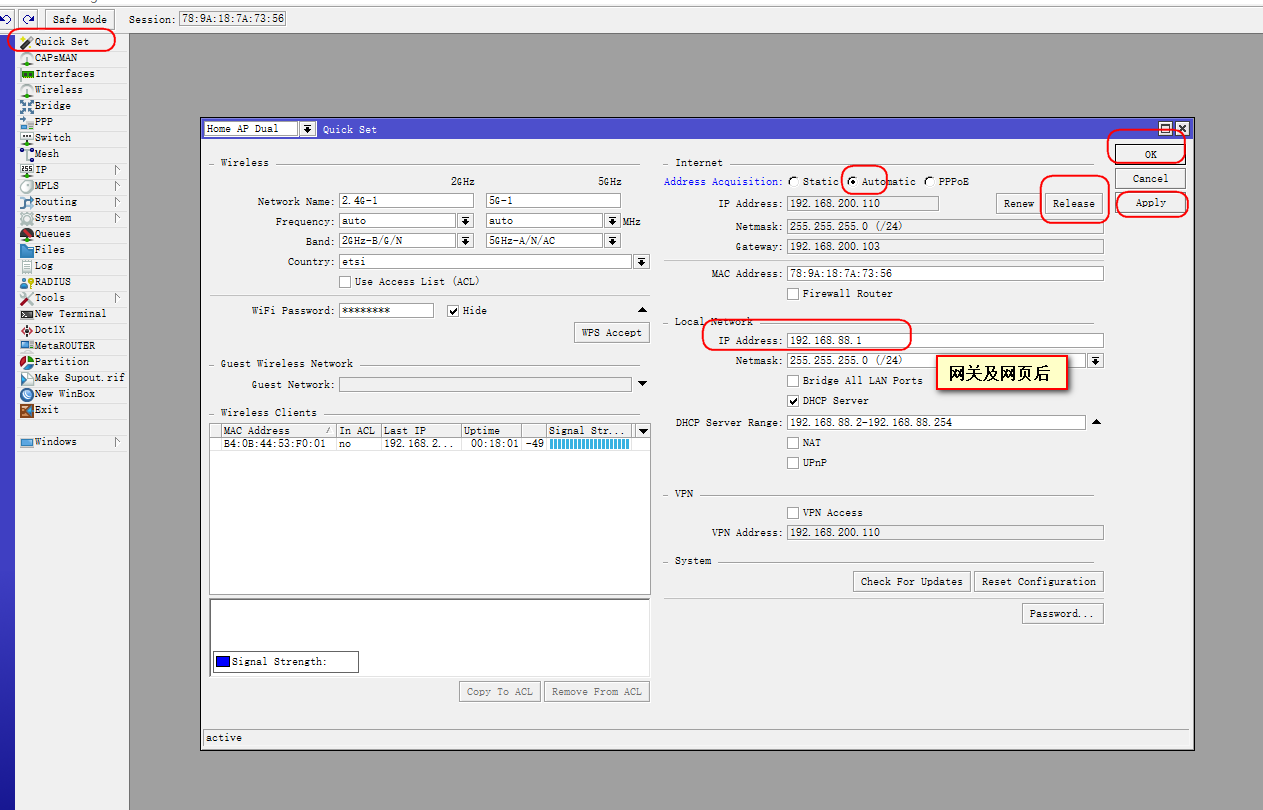 Safe Mode Session: 78:9A:18:7A:73:56
Quick Set
CAPsMAN
Interfaces
Wireless
Bridge
PPP
Switch
Mesh
IP
MPLS
Routing
System
Queues
Files
Log
RADIUS
Tools
New Terminal
Dot1X
MetaROUTER
Partition
Make Supout.rif
New WinBox
Exit
Windows
Home AP Dual Quick Set
Wireless
2GHz 5GHz
Network Name: 2.4G-1 5G-1
Frequency: auto auto MHz
Band: 2GHz-B/G/N 5GHz-A/N/AC
Country: etsi
Use Access List (ACL)
WiFi Password: ******** Hide
WPS Accept
Guest Wireless Network
Guest Network:
Wireless Clients
MAC Address / In ACL Last IP Uptime Signal Str...
B4:0B:44:53:F0:01 no 192.168.2... 00:18:01 -49
Signal Strength:
Copy To ACL Remove From ACL
Internet
Address Acquisition: Static Automatic PPPoE
IP Address: 192.168.200.110 Renew Release
Netmask: 255.255.255.0 (/24)
Gateway: 192.168.200.103
MAC Address: 78:9A:18:7A:73:56
Firewall Router
Local Network
IP Address: 192.168.88.1
Netmask: 255.255.255.0 (/24)
网关及网页后
Bridge All LAN Ports
DHCP Server
DHCP Server Range: 192.168.88.2-192.168.88.254
NAT
UPnP
VPN
VPN Access
VPN Address: 192.168.200.110
System
Check For Updates Reset Configuration
Password...
OK
Cancel
Apply
active